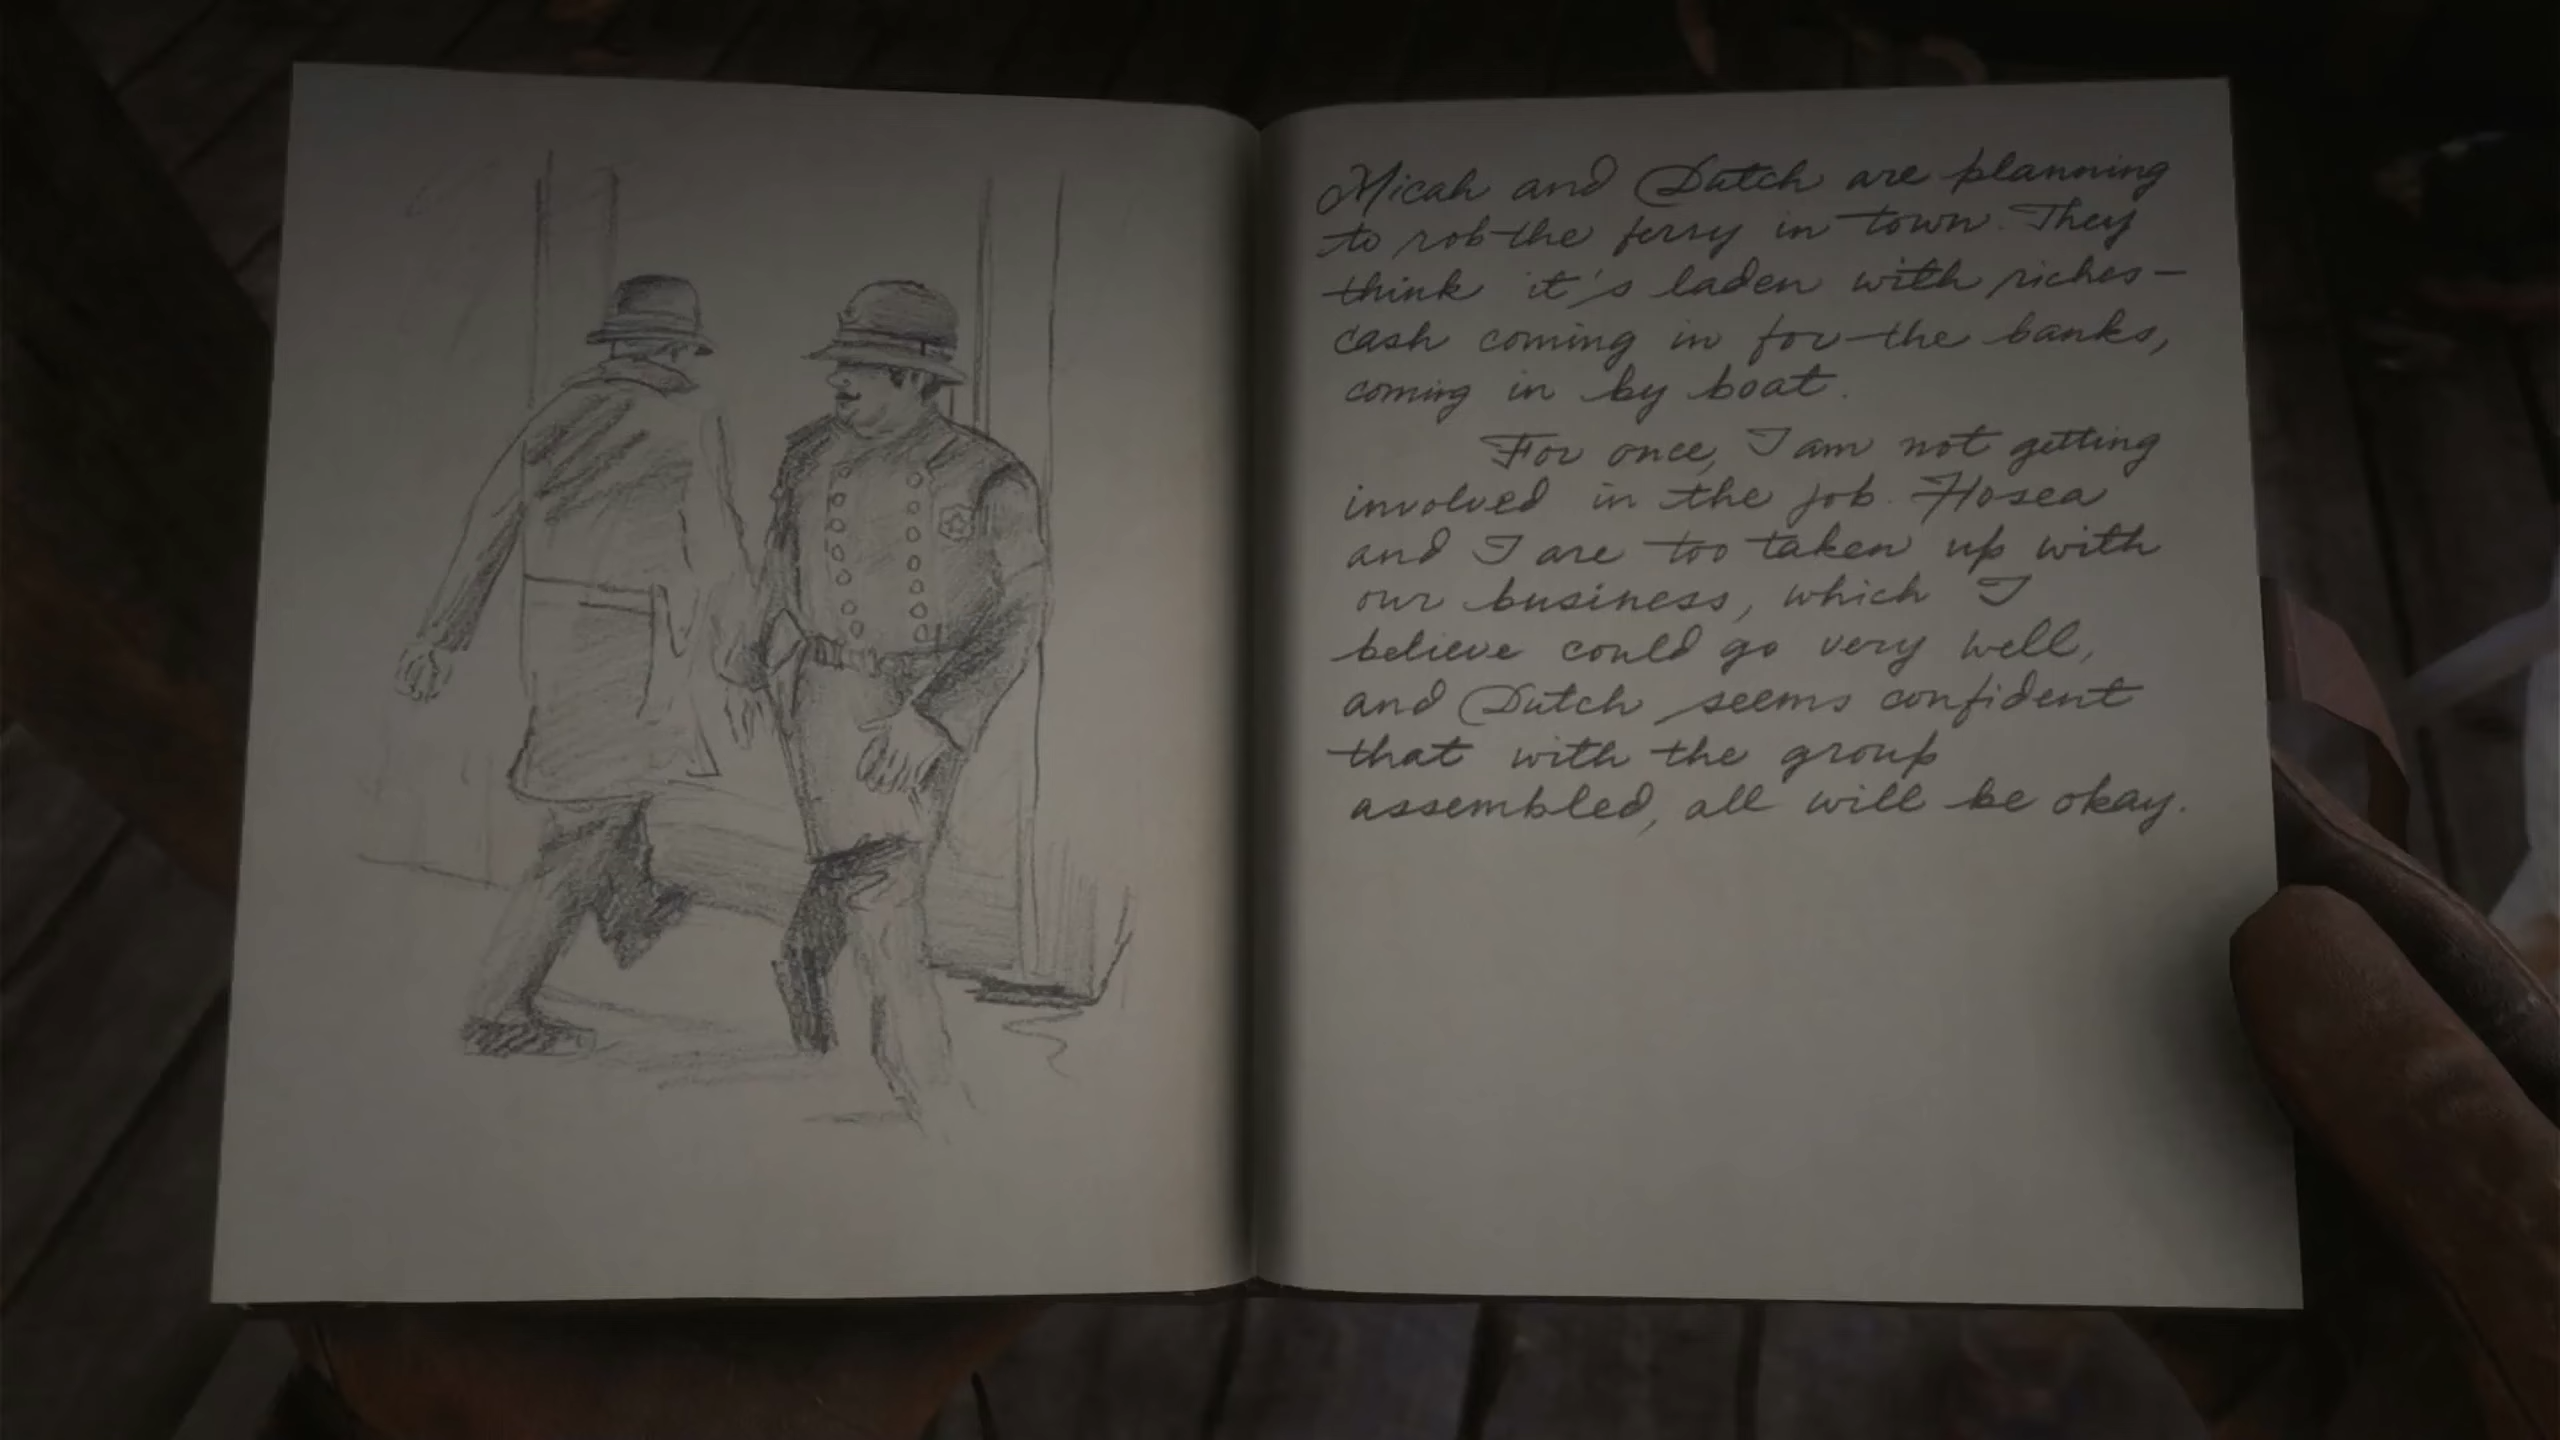 Micah and Dutch are planning
to rob the ferry in town. They
think it's laden with riches—
cash coming in for the banks,
coming in by boat.
For once, I am not getting
involved in the job. Hosea
and I are too taken up with
our business, which I
believe could go very well,
and Dutch seems confident
that with the group
assembled, all will be okay.